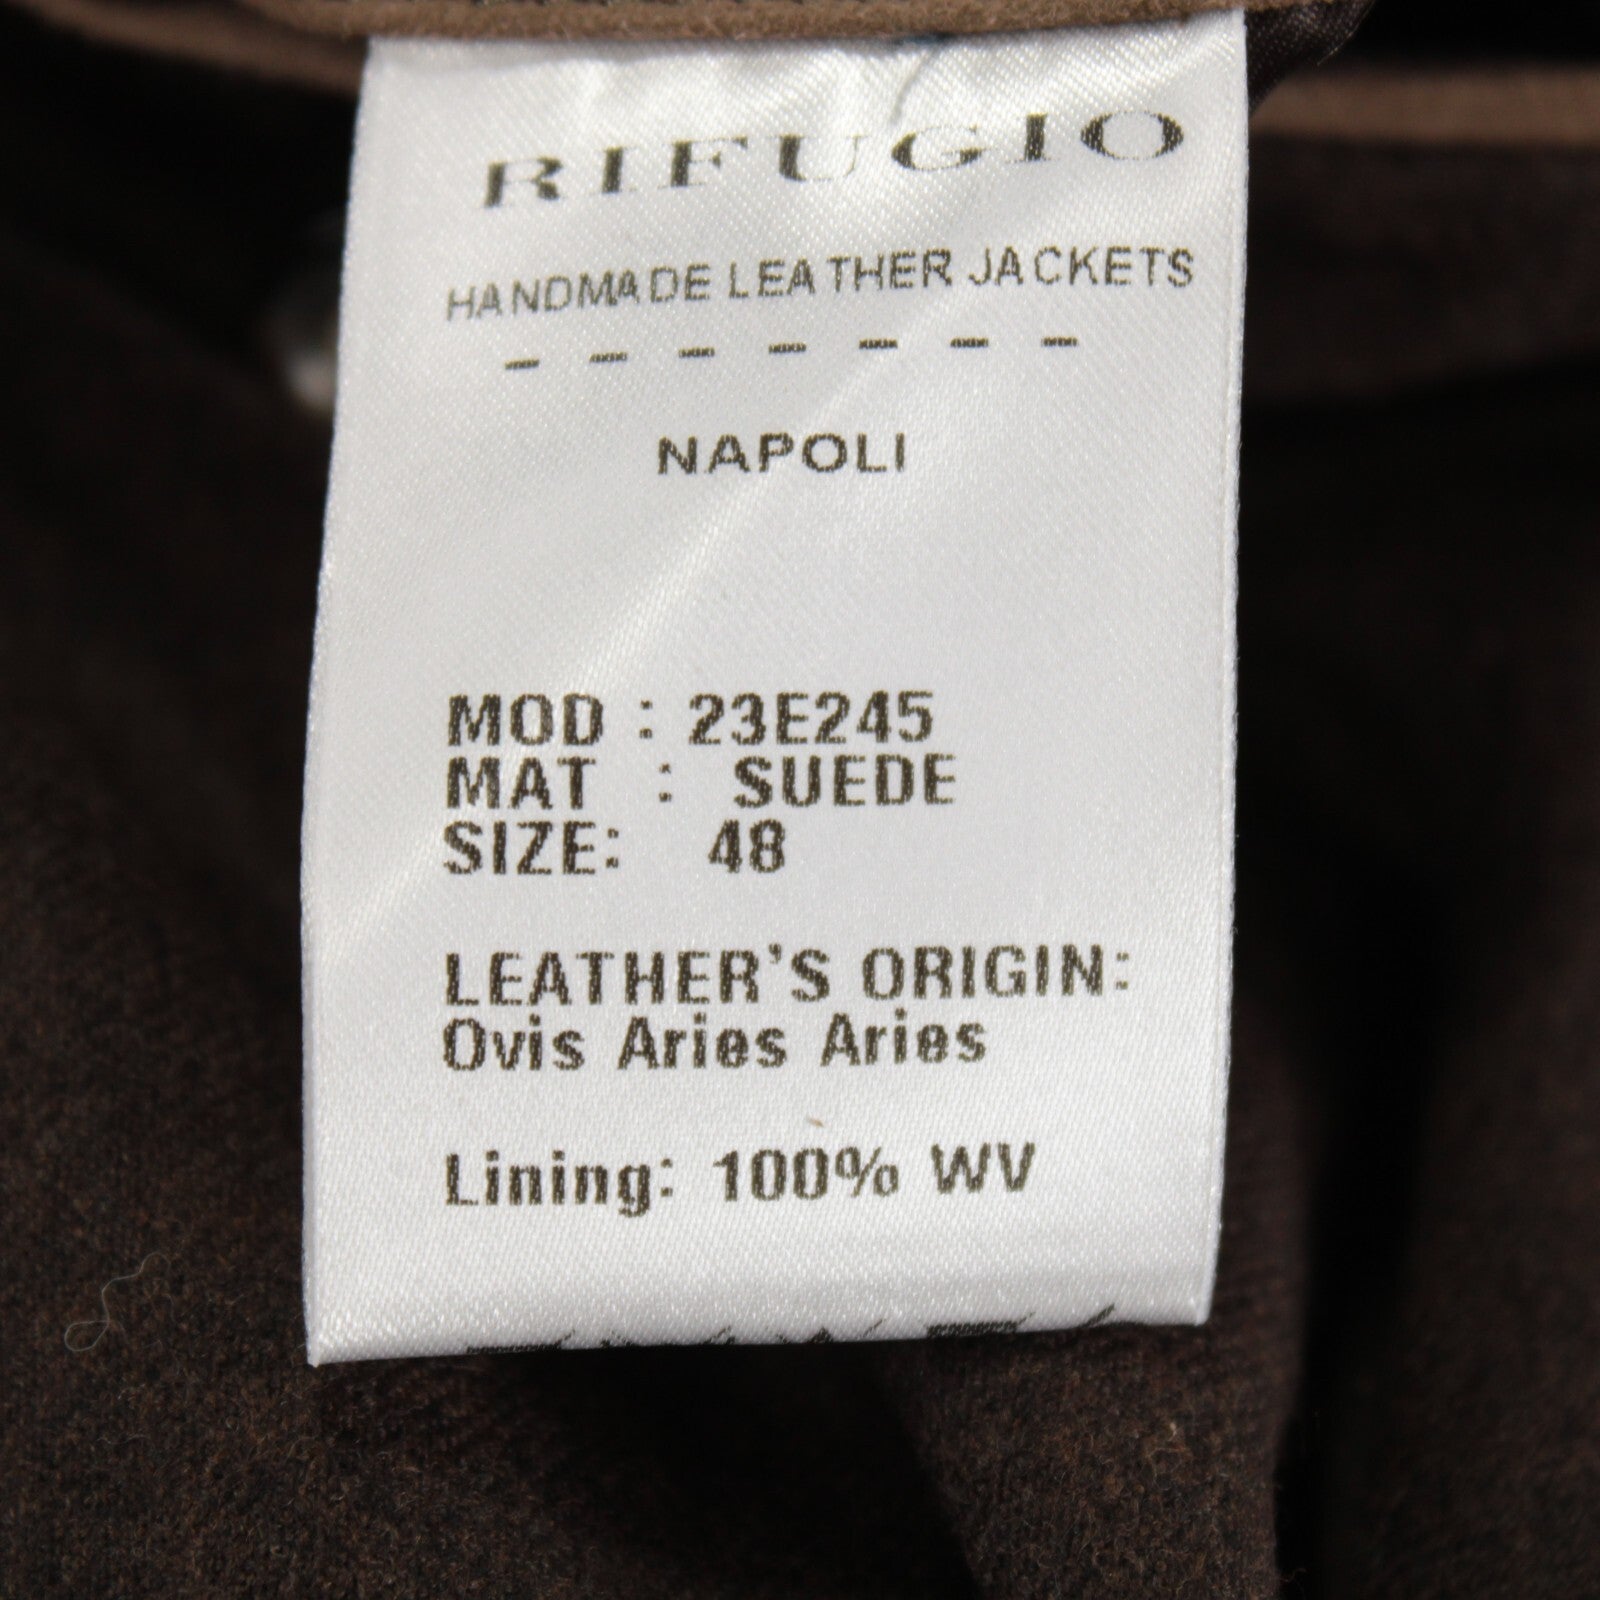 RIFUGIO
HANDMADE LEATHER JACKETS
- - - - - - -
NAPOLI
MOD : 23E245
MAT : SUEDE
SIZE: 48
LEATHER'S ORIGIN:
Ovis Aries Aries
Lining: 100% WV